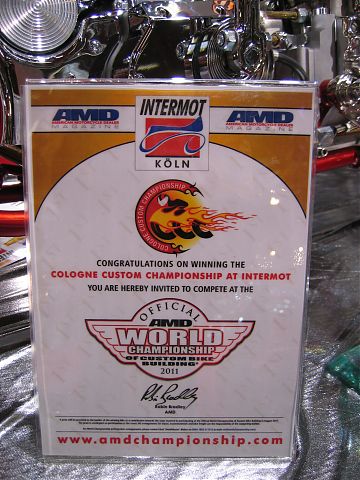 INTERMOT
KÖLN
AMD
AMERICAN MOTORCYCLE DEALER
MAGAZINE
AMD
AMERICAN MOTORCYCLE DEALER
MAGAZINE
COLOGNE CUSTOM CHAMPIONSHIP
CONGRATULATIONS ON WINNING THE
COLOGNE CUSTOM CHAMPIONSHIP AT INTERMOT
YOU ARE HEREBY INVITED TO COMPETE AT THE
OFFICIAL
AMD
WORLD
CHAMPIONSHIP
OF CUSTOM BIKE
BUILDING
2011
Robin Bradley
Robin Bradley
AMD
www.amdchampionship.com